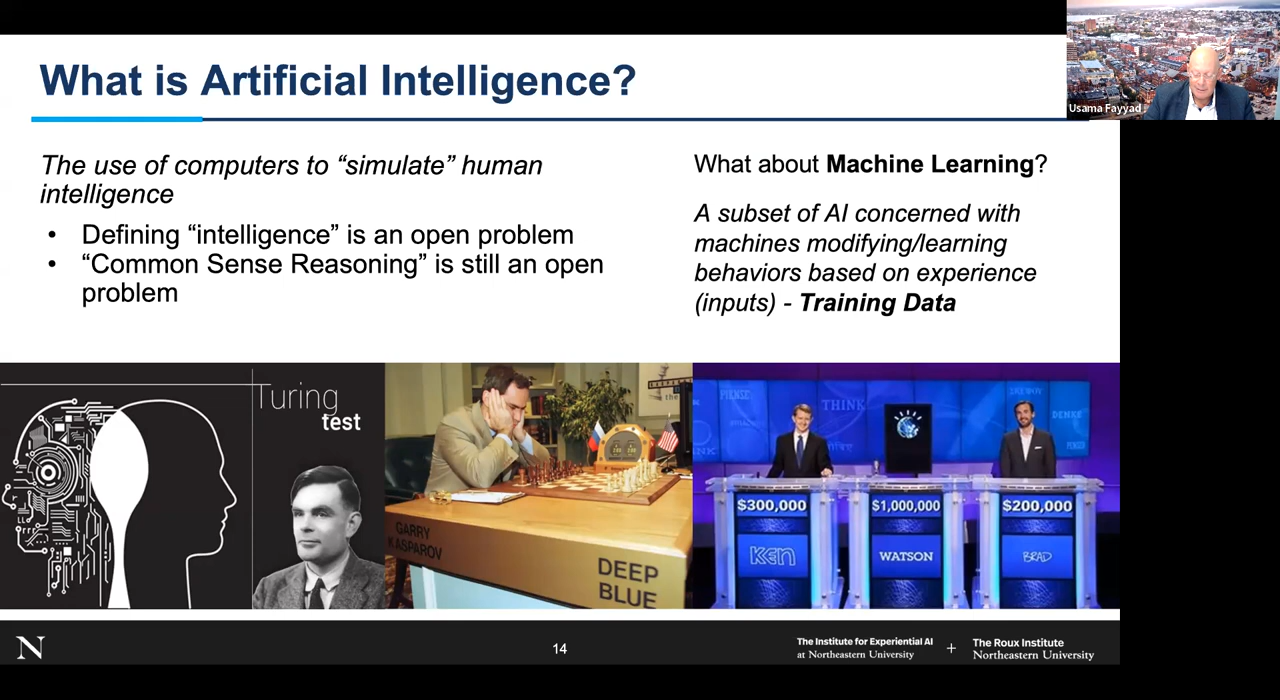 What is Artificial Intelligence?
Usama Fayyad
The use of computers to “simulate” human
intelligence
• Defining “intelligence” is an open problem
• “Common Sense Reasoning” is still an open
problem
What about Machine Learning?
A subset of AI concerned with
machines modifying/learning
behaviors based on experience
(inputs) - Training Data
Turing
test
GARRY
KASPAROV
DEEP
BLUE
THINK
$300,000
$1,000,000
$200,000
KEN
WATSON
BRAD
N
14
The Institute for Experiential AI
at Northeastern University
+
The Roux Institute
Northeastern University